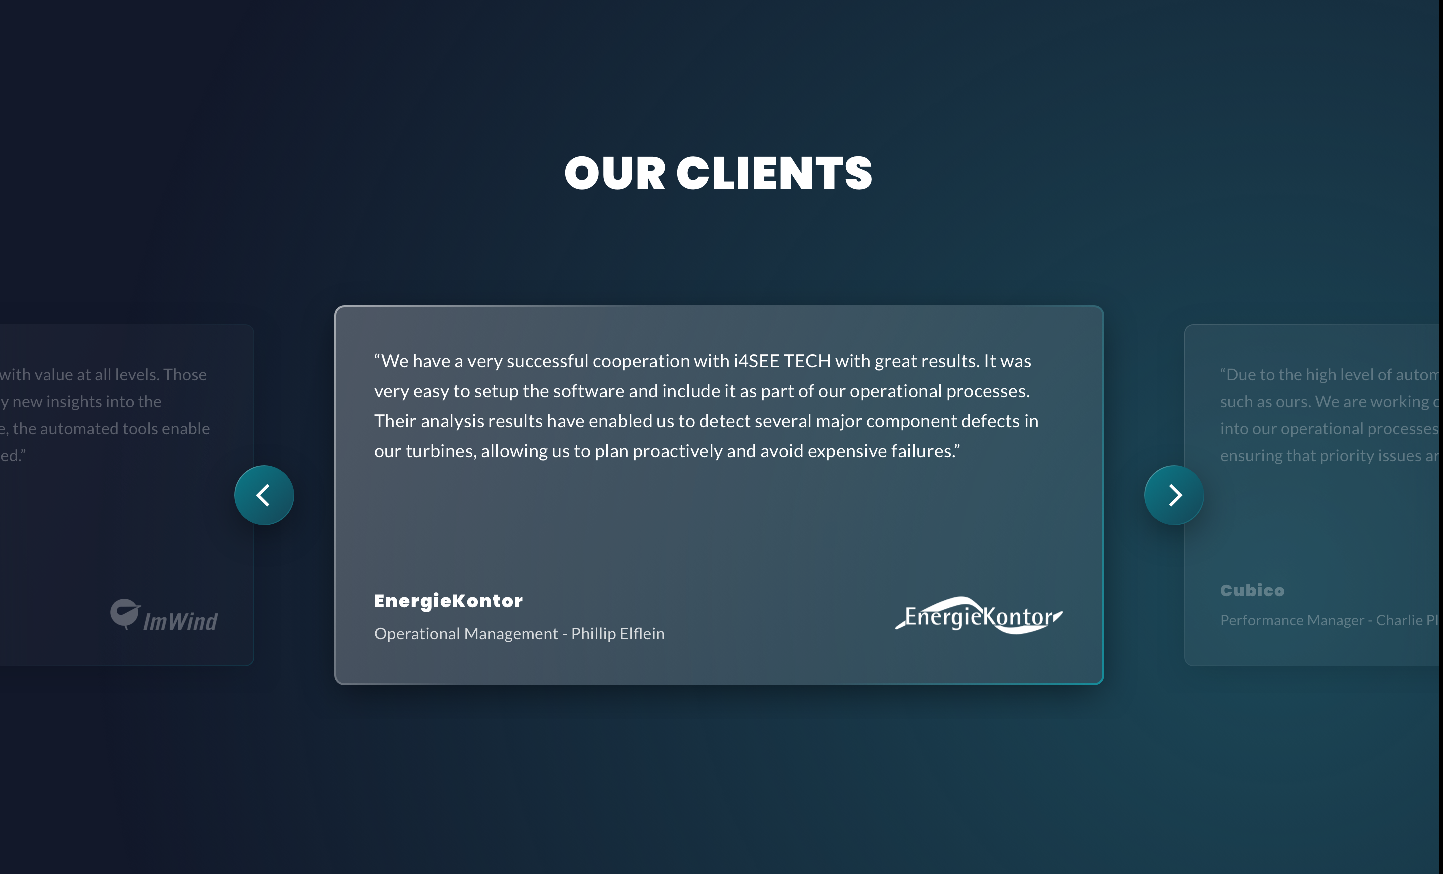 OUR CLIENTS
with value at all levels. Those
y new insights into the
e, the automated tools enable
ed.”
ImWind
“We have a very successful cooperation with i4SEE TECH with great results. It was
very easy to setup the software and include it as part of our operational processes.
Their analysis results have enabled us to detect several major component defects in
our turbines, allowing us to plan proactively and avoid expensive failures.”
EnergieKontor
Operational Management - Phillip Elflein
EnergieKontor
“Due to the high level of autom
such as ours. We are working
into our operational processes
ensuring that priority issues ar
Cubico
Performance Manager - Charlie Pl